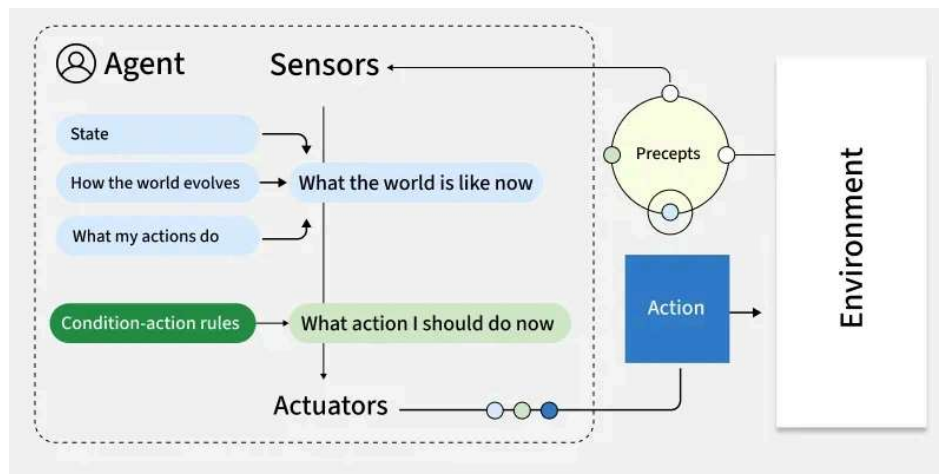 Agent
Sensors
State
How the world evolves
What the world is like now
What my actions do
Condition-action rules
What action I should do now
Actuators
Precepts
Action
Environment